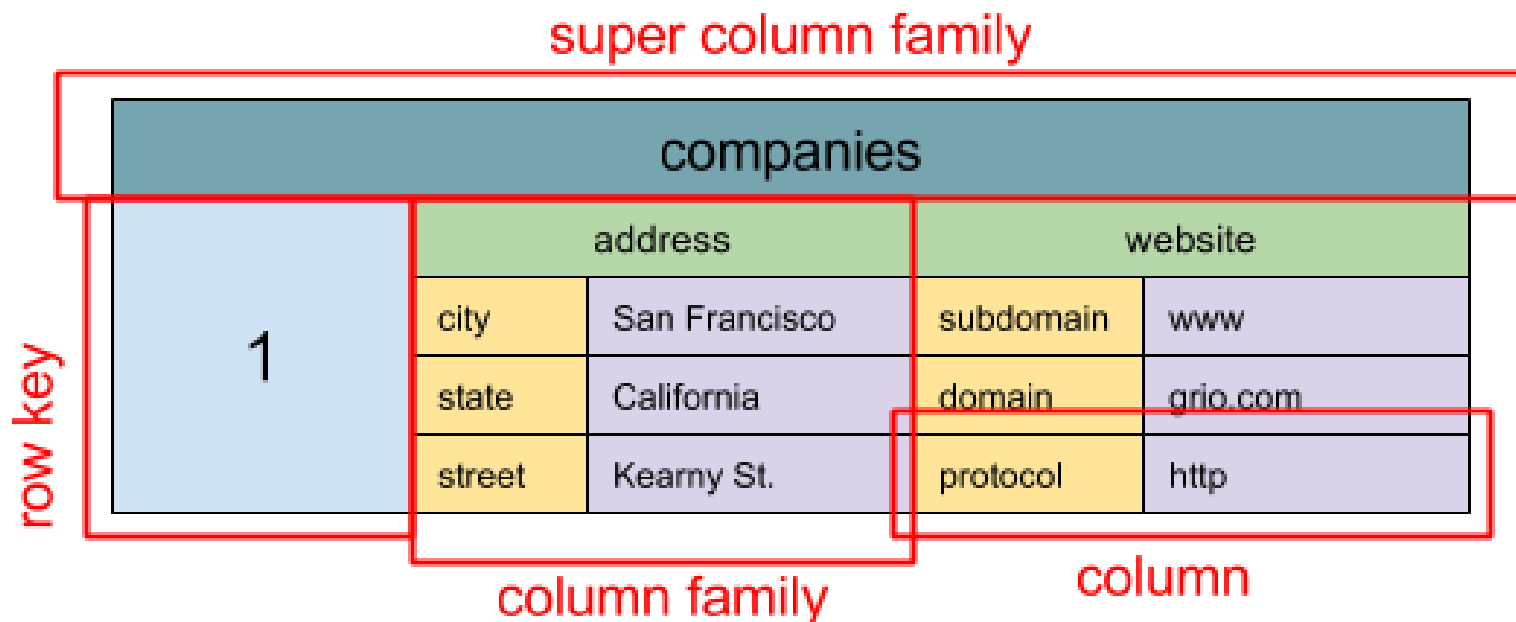 super column family
companies
address website
city San Francisco subdomain www
1
state California domain grio.com
street Kearny St. protocol http
row key
column family
column